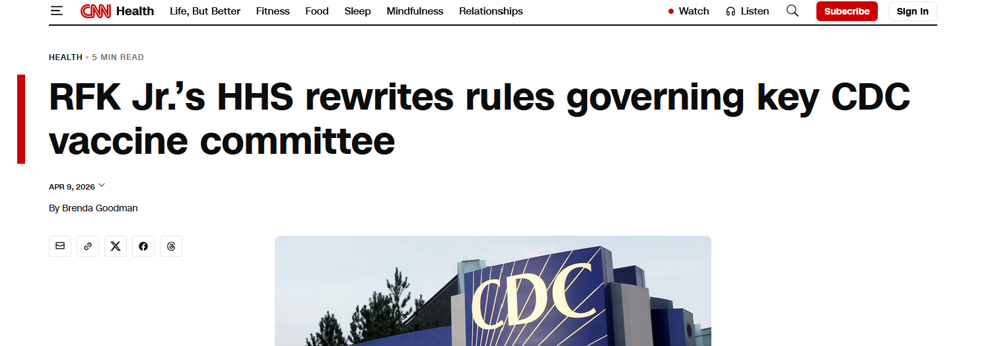 CNN Health Life, But Better Fitness Food Sleep Mindfulness Relationships Watch Listen Subscribe Sign in
HEALTH • 5 MIN READ
RFK Jr.’s HHS rewrites rules governing key CDC
vaccine committee
APR 9, 2026
By Brenda Goodman
CDC